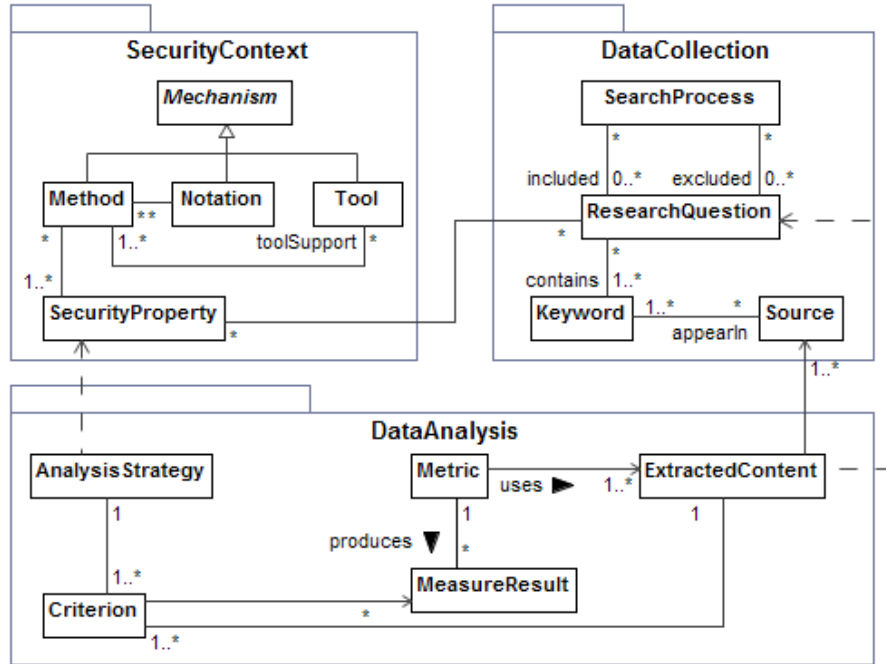 SecurityContext
DataCollection
Mechanism
SearchProcess
*
*
included
0..*
excluded
0..*
Method
Notation
Tool
**
ResearchQuestion
*
1..*
toolSupport
*
*
*
contains
1..*
1..*
SecurityProperty
*
Keyword
1..*
*
Source
appearIn
1..*
DataAnalysis
AnalysisStrategy
Metric
uses
1..*
ExtractedContent
1
1
1
produces
*
1..*
MeasureResult
Criterion
*
1..*